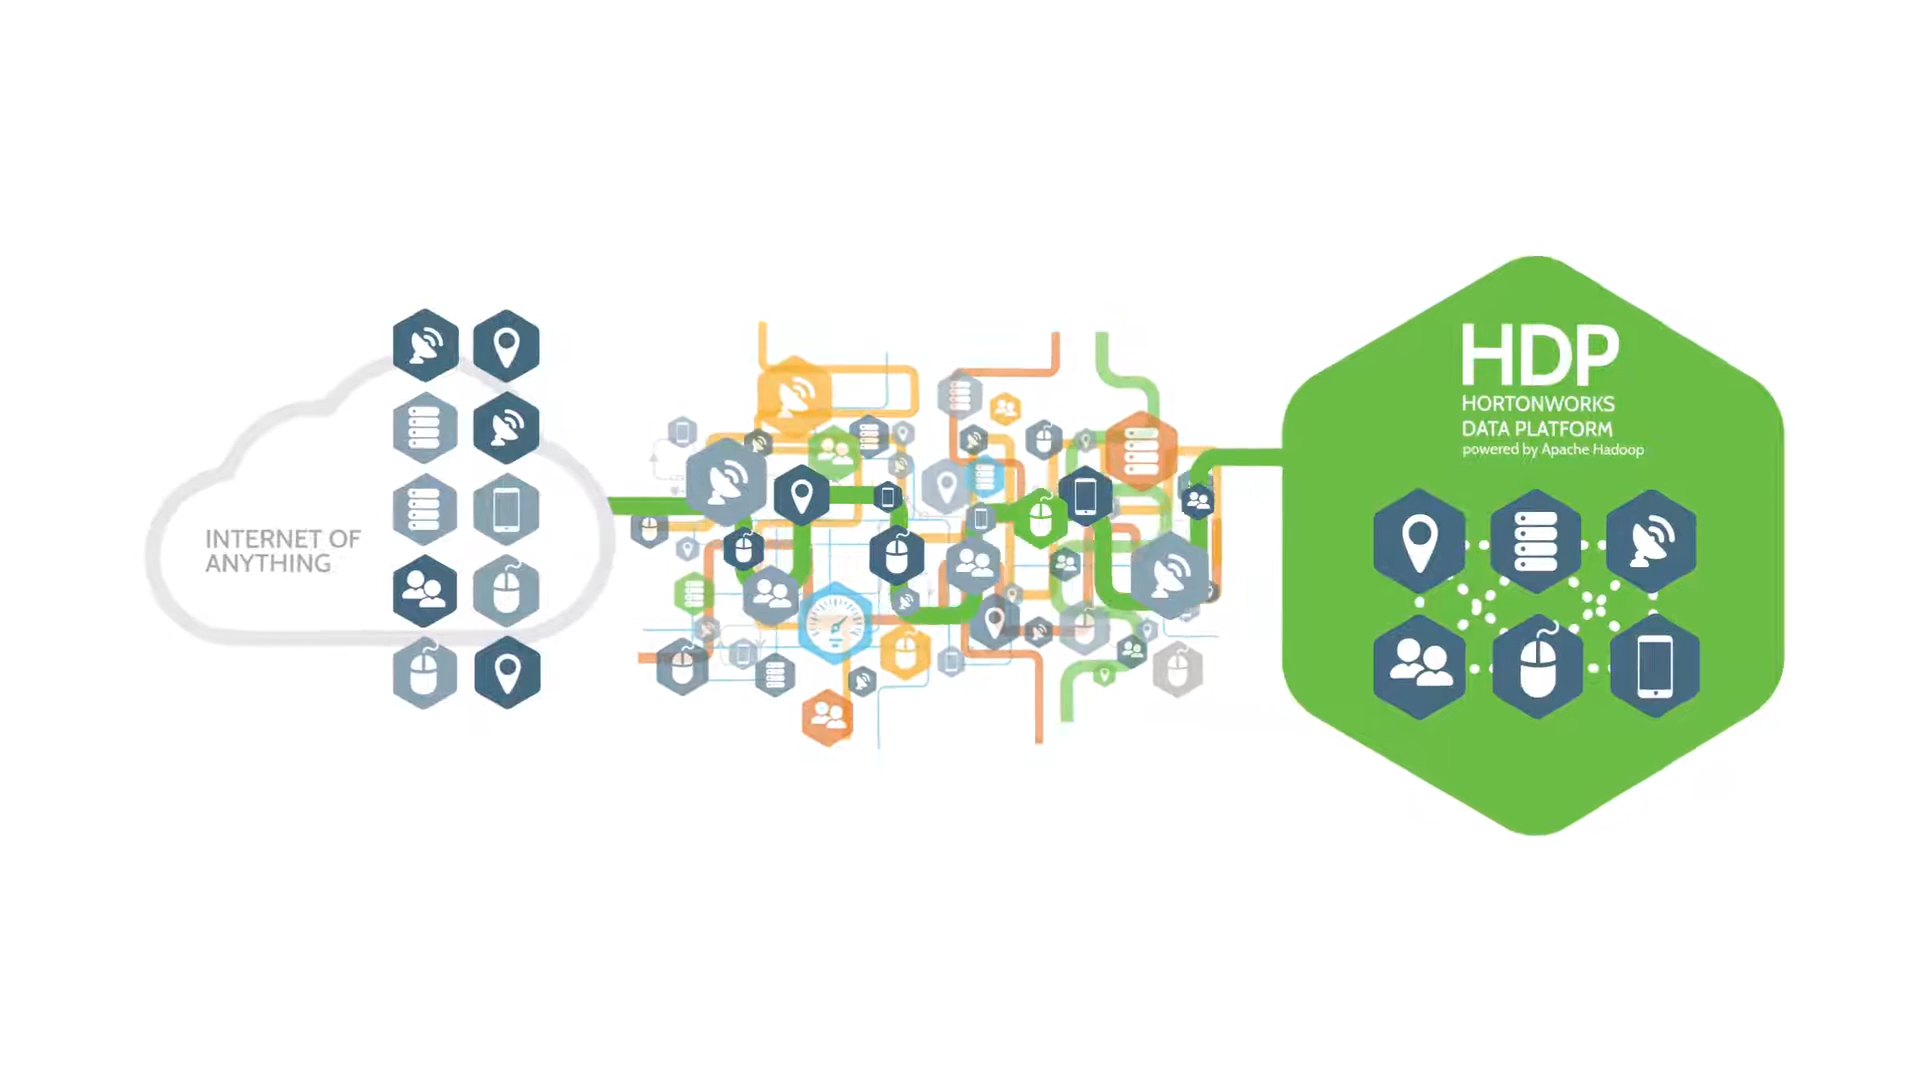 INTERNET OF
ANYTHING
HDP
HORTONWORKS
DATA PLATFORM
powered by Apache Hadoop